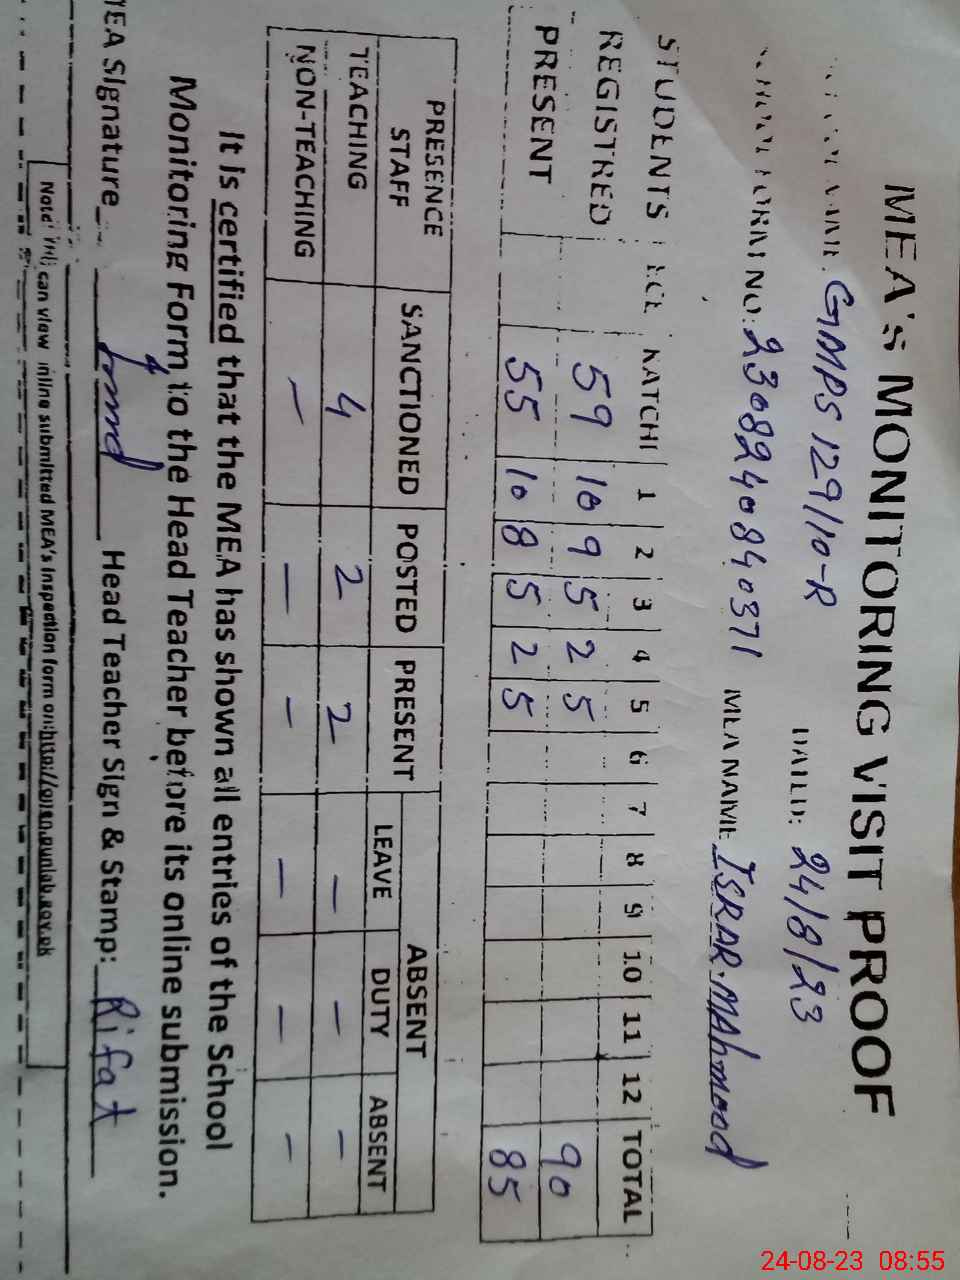 MEA's MONITORING VISIT PROOF
NAME: GMPS 129/10-R DATED: 24/8/23
FORM NO: 2308240840371 MEA NAME: ISRAR.MAhmood
STUDENTS ECE KATCHI 1 2 3 4 5 6 7 8 9 10 11 12 TOTAL
REGISTRED 59 10 9 5 2 5 90
PRESENT 55 10 8 5 2 5 85
PRESENCE STAFF SANCTIONED POSTED PRESENT ABSENT
LEAVE DUTY ABSENT
TEACHING 4 2 2 — — —
NON-TEACHING — — — — — —
It is certified that the MEA has shown all entries of the School
Monitoring Form to the Head Teacher before its online submission.
MEA Signature Head Teacher Sign & Stamp: Rifat
Note: can view online submitted MEA's Inspection form on:
24-08-23 08:55